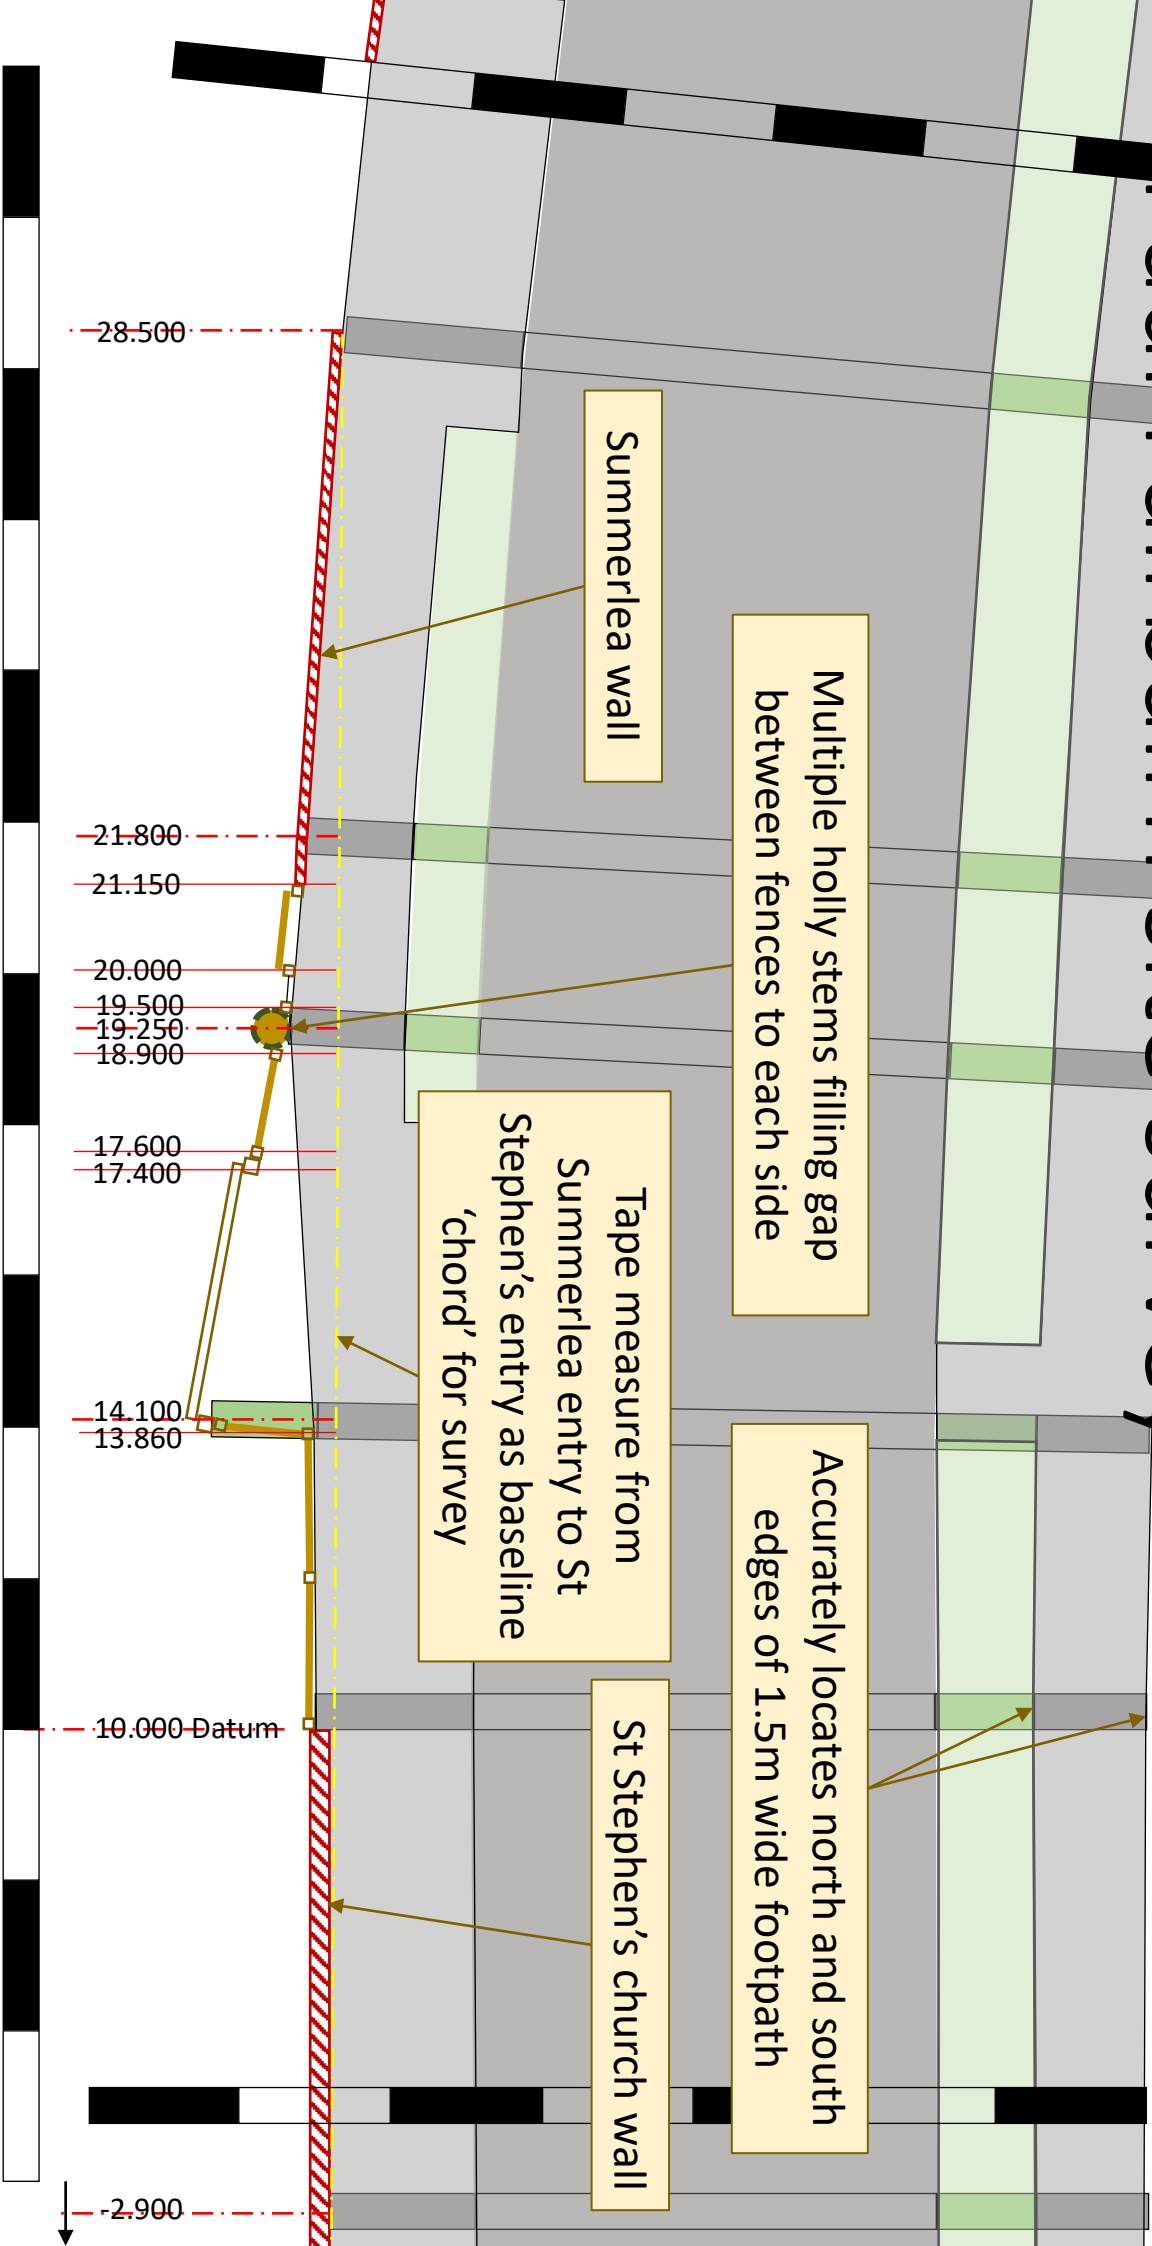 28.500
21.800
21.150
20.000
19.500
19.250
18.900
17.600
17.400
14.100
13.860
10.000 Datum
-2.900
Summerlea wall
Multiple holly stems filling gap
between fences to each side
Tape measure from
Summerlea entry to St
Stephen’s entry as baseline
‘chord’ for survey
Accurately locates north and south
edges of 1.5m wide footpath
St Stephen’s church wall